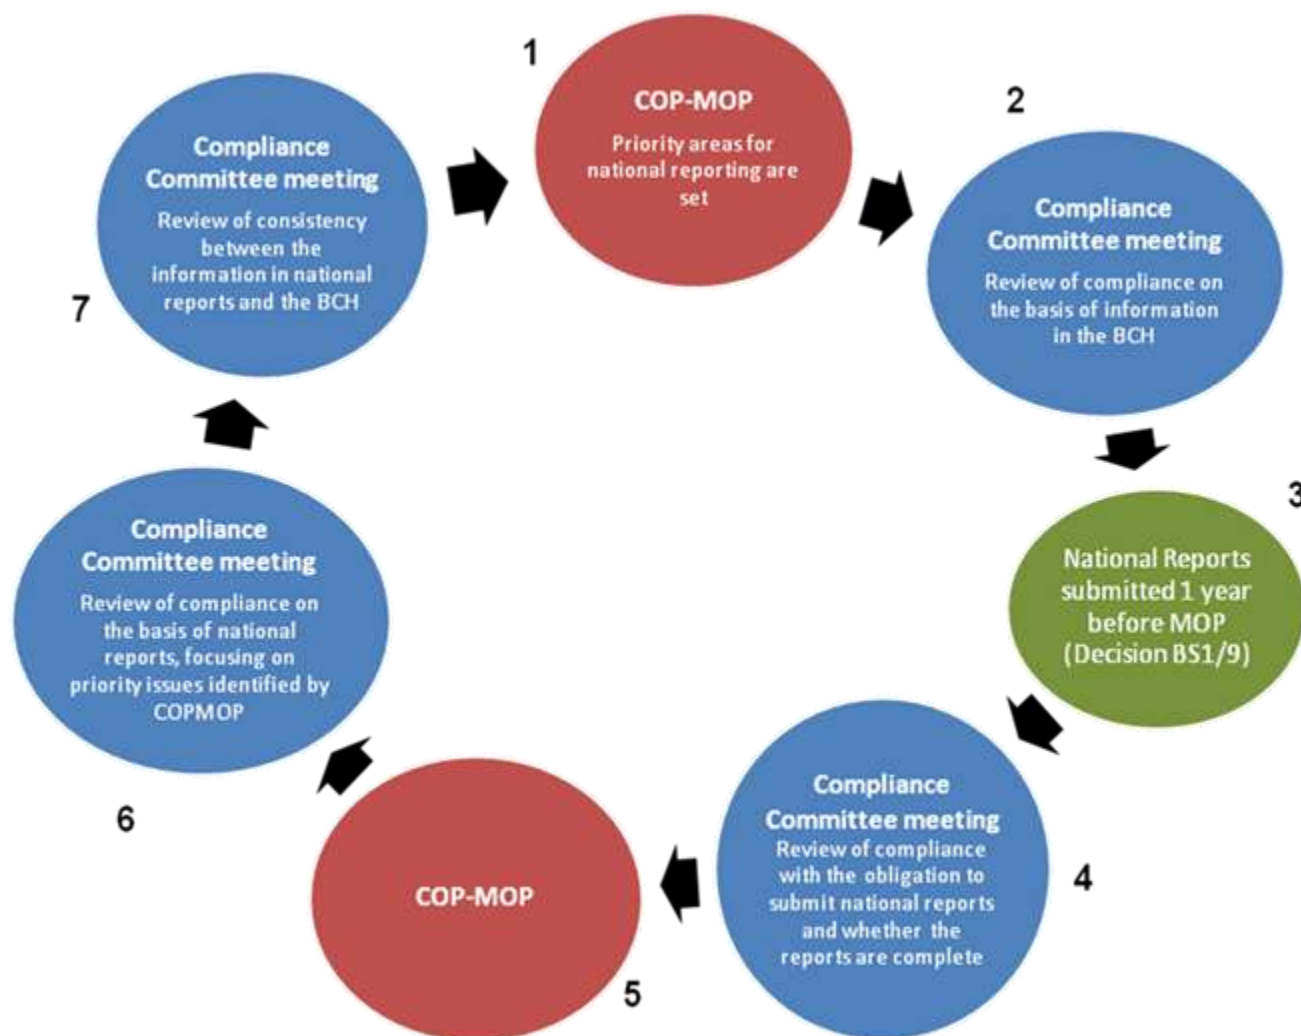 1
COP-MOP
Priority areas for
national reporting are
set
2
Compliance
Committee meeting
Review of compliance on
the basis of information
in the BCH
3
National Reports
submitted 1 year
before MOP
(Decision BS1/9)
4
Compliance
Committee meeting
Review of compliance
with the obligation to
submit national reports
and whether the
reports are complete
5
COP-MOP
6
Compliance
Committee meeting
Review of compliance on
the basis of national
reports, focusing on
priority issues identified by
COPMOP
7
Compliance
Committee meeting
Review of consistency
between the
information in national
reports and the BCH